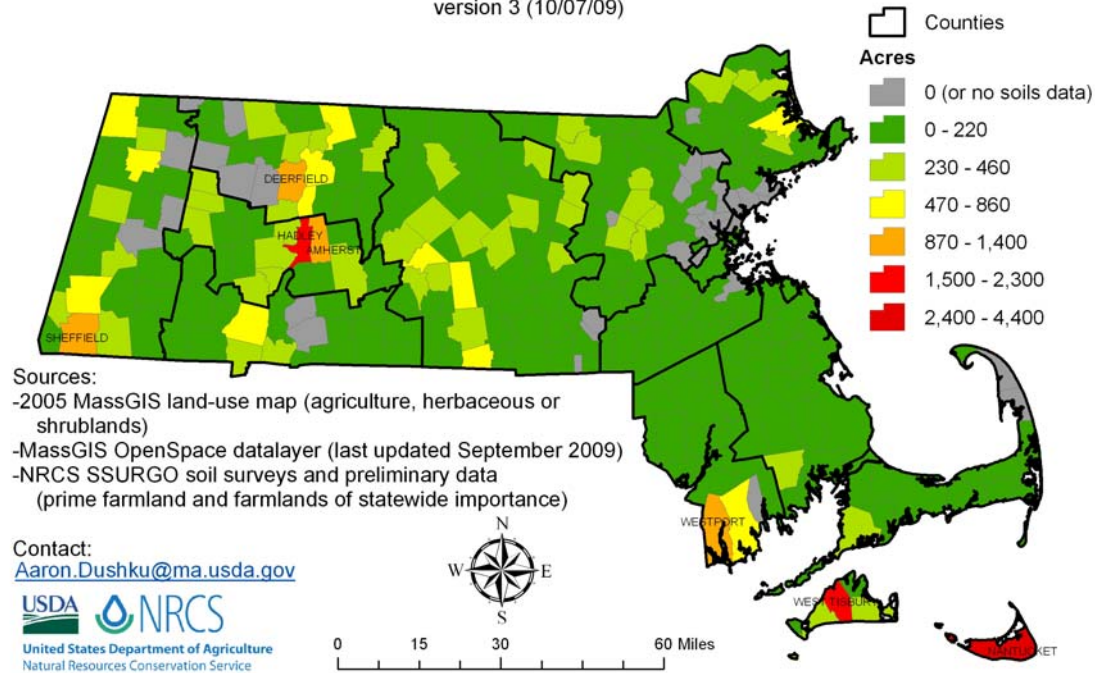 version 3 (10/07/09)
Counties
Acres
0 (or no soils data)
0 - 220
230 - 460
470 - 860
870 - 1,400
1,500 - 2,300
2,400 - 4,400
DEERFIELD
HADLEY
AMHERST
SHEFFIELD
WESTPORT
WEST TISBURY
NANTUCKET
Sources:
-2005 MassGIS land-use map (agriculture, herbaceous or
shrublands)
-MassGIS OpenSpace datalayer (last updated September 2009)
-NRCS SSURGO soil surveys and preliminary data
(prime farmland and farmlands of statewide importance)
Contact:
Aaron.Dushku@ma.usda.gov
USDA NRCS
United States Department of Agriculture
Natural Resources Conservation Service
N
W E
S
0 15 30 60 Miles